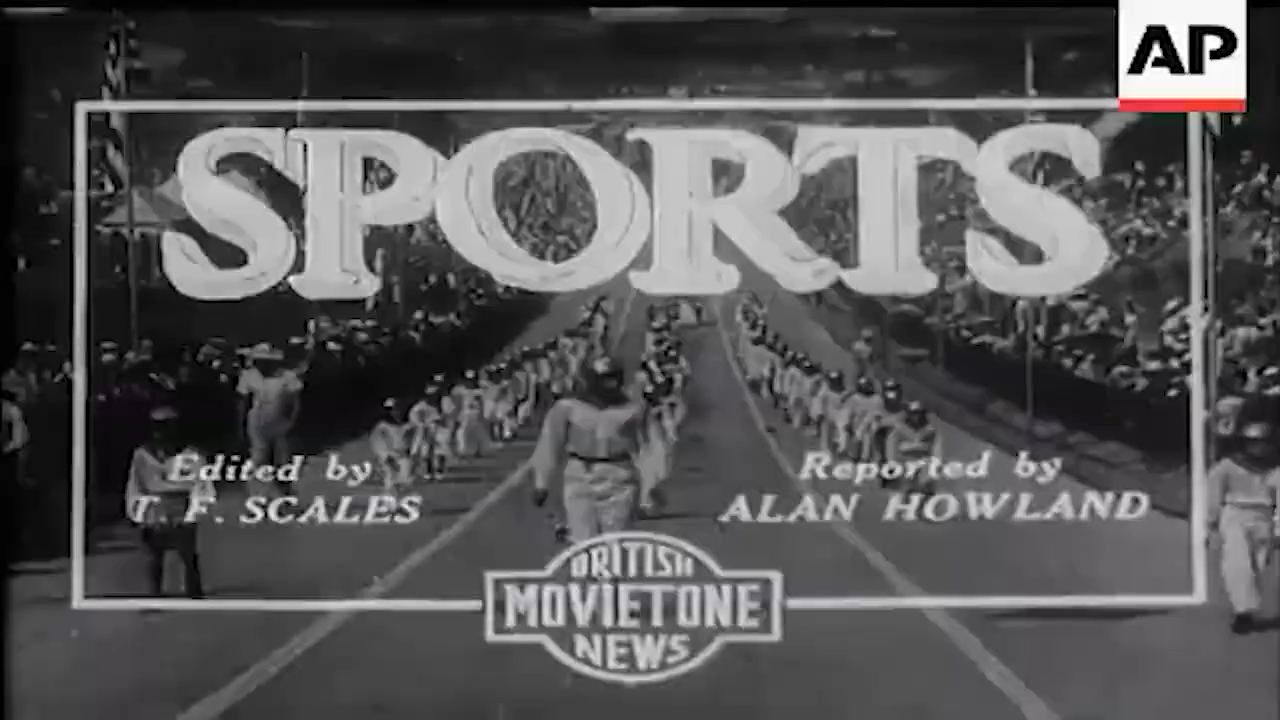 AP
SPORTS
Edited by
T. F. SCALES
Reported by
ALAN HOWLAND
BRITISH
MOVIETONE
NEWS